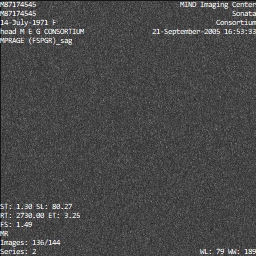 M87174545
MIND Imaging Center
M87174545
Sonata
14-July-1971 F
Consortium
head M E G CONSORTIUM
21-September-2005 16:53:33
MPRAGE (FSPGR)_sag
ST: 1.30 SL: 80.27
RT: 2730.00 ET: 3.25
FS: 1.49
MR
Images: 136/144
Series: 2
WL: 79 WW: 189